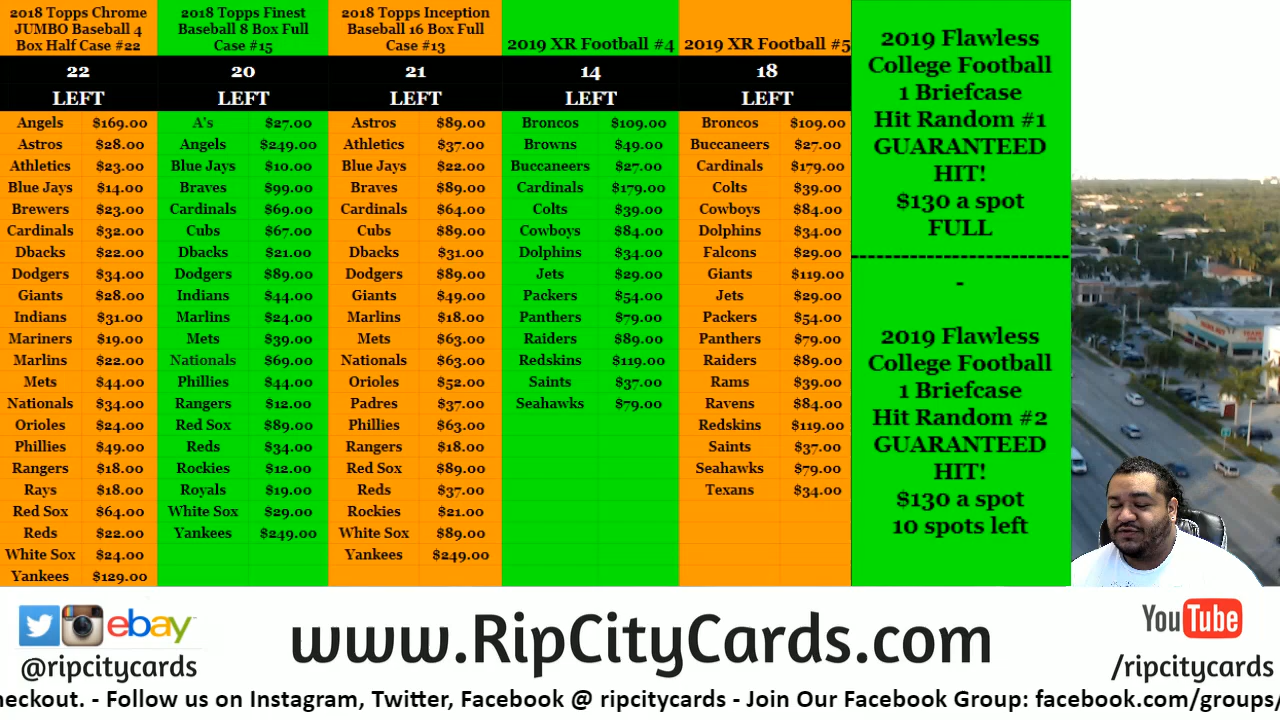 2018 Topps Chrome
JUMBO Baseball 4
Box Half Case #22
22
LEFT
Angels $169.00
Astros $28.00
Athletics $23.00
Blue Jays $14.00
Brewers $23.00
Cardinals $32.00
Dbacks $22.00
Dodgers $34.00
Giants $28.00
Indians $31.00
Mariners $19.00
Marlins $22.00
Mets $44.00
Nationals $34.00
Orioles $24.00
Phillies $49.00
Rangers $18.00
Rays $18.00
Red Sox $64.00
Reds $22.00
White Sox $24.00
Yankees $129.00
2018 Topps Finest
Baseball 8 Box Full
Case #15
20
LEFT
A's $27.00
Angels $249.00
Blue Jays $10.00
Braves $99.00
Cardinals $69.00
Cubs $67.00
Dbacks $21.00
Dodgers $89.00
Indians $44.00
Marlins $24.00
Mets $39.00
Nationals $69.00
Phillies $44.00
Rangers $12.00
Red Sox $89.00
Reds $34.00
Rockies $12.00
Royals $19.00
White Sox $29.00
Yankees $249.00
2018 Topps Inception
Baseball 16 Box Full
Case #13
21
LEFT
Astros $89.00
Athletics $37.00
Blue Jays $22.00
Braves $89.00
Cardinals $64.00
Cubs $89.00
Dbacks $31.00
Dodgers $89.00
Giants $49.00
Marlins $18.00
Mets $63.00
Nationals $63.00
Orioles $52.00
Padres $37.00
Phillies $63.00
Rangers $18.00
Red Sox $89.00
Reds $37.00
Rockies $21.00
White Sox $89.00
Yankees $249.00
2019 XR Football #4
14
LEFT
Broncos $109.00
Browns $49.00
Buccaneers $27.00
Cardinals $179.00
Colts $39.00
Cowboys $84.00
Dolphins $34.00
Jets $29.00
Packers $54.00
Panthers $79.00
Raiders $89.00
Redskins $119.00
Saints $37.00
Seahawks $79.00
2019 XR Football #5
18
LEFT
Broncos $109.00
Buccaneers $27.00
Cardinals $179.00
Colts $39.00
Cowboys $84.00
Dolphins $34.00
Falcons $29.00
Giants $119.00
Jets $29.00
Packers $54.00
Panthers $79.00
Raiders $89.00
Rams $39.00
Ravens $84.00
Redskins $119.00
Saints $37.00
Seahawks $79.00
Texans $34.00
2019 Flawless
College Football
1 Briefcase
Hit Random #1
GUARANTEED
HIT!
$130 a spot
FULL
-
2019 Flawless
College Football
1 Briefcase
Hit Random #2
GUARANTEED
HIT!
$130 a spot
10 spots left
ebay
@ripcitycards
www.RipCityCards.com
YouTube
/ripcitycards
heckout. - Follow us on Instagram, Twitter, Facebook @ ripcitycards - Join Our Facebook Group: facebook.com/groups/